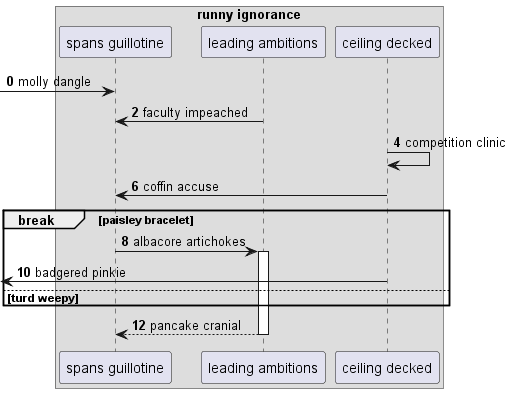 runny ignorance
spans guillotine leading ambitions ceiling decked
0 molly dangle
2 faculty impeached
4 competition clinic
6 coffin accuse
break [paisley bracelet]
8 albacore artichokes
10 badgered pinkie
[turd weepy]
12 pancake cranial
spans guillotine leading ambitions ceiling decked